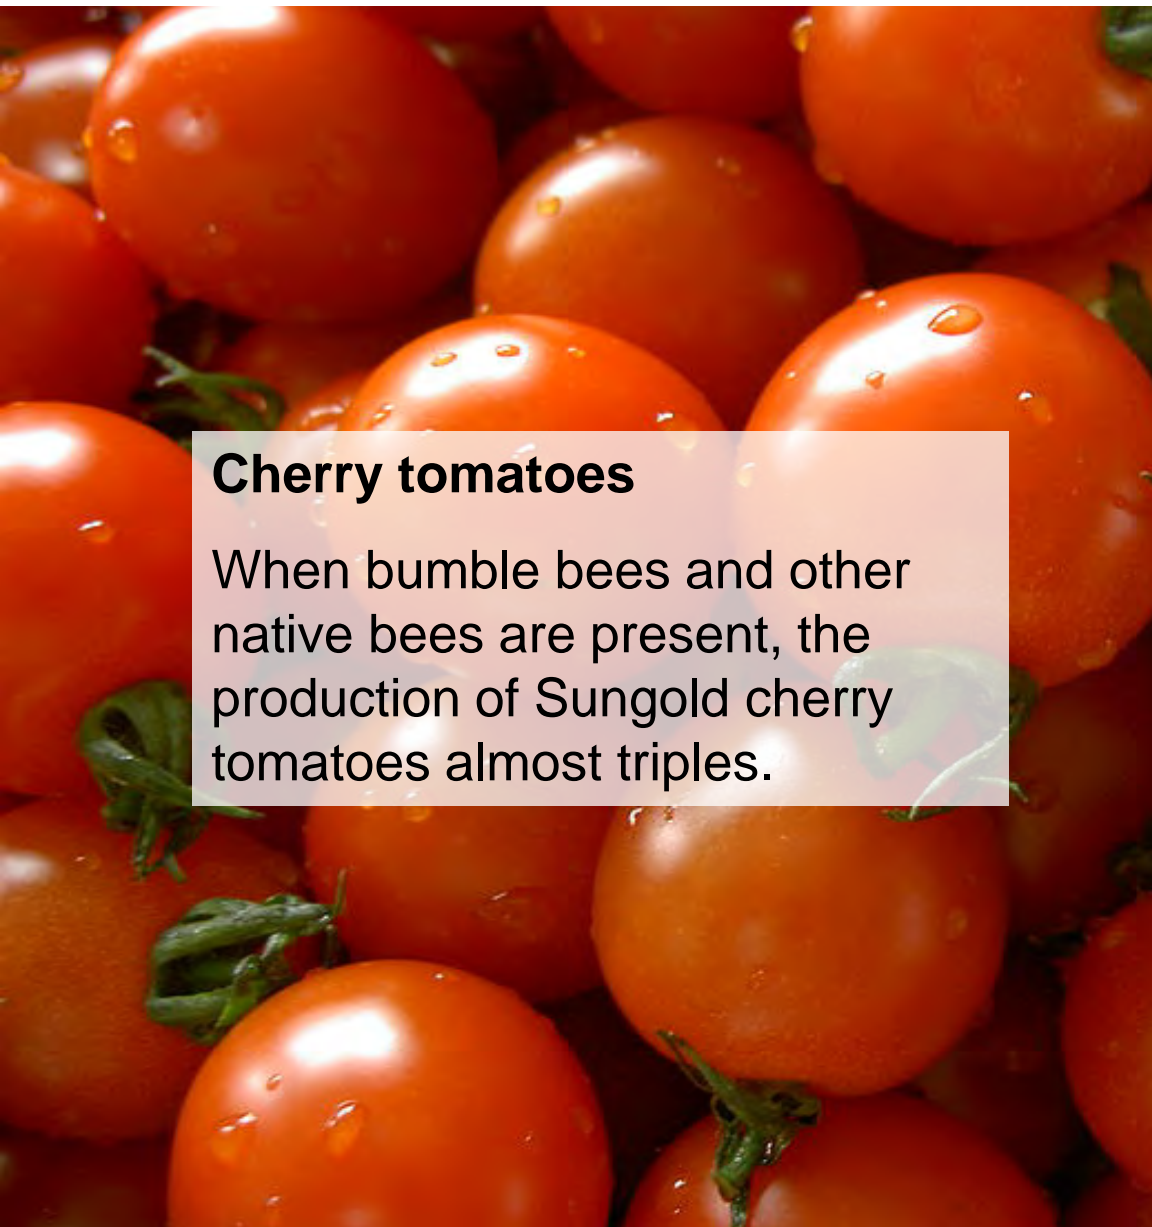 Cherry tomatoes
When bumble bees and other
native bees are present, the
production of Sungold cherry
tomatoes almost triples.